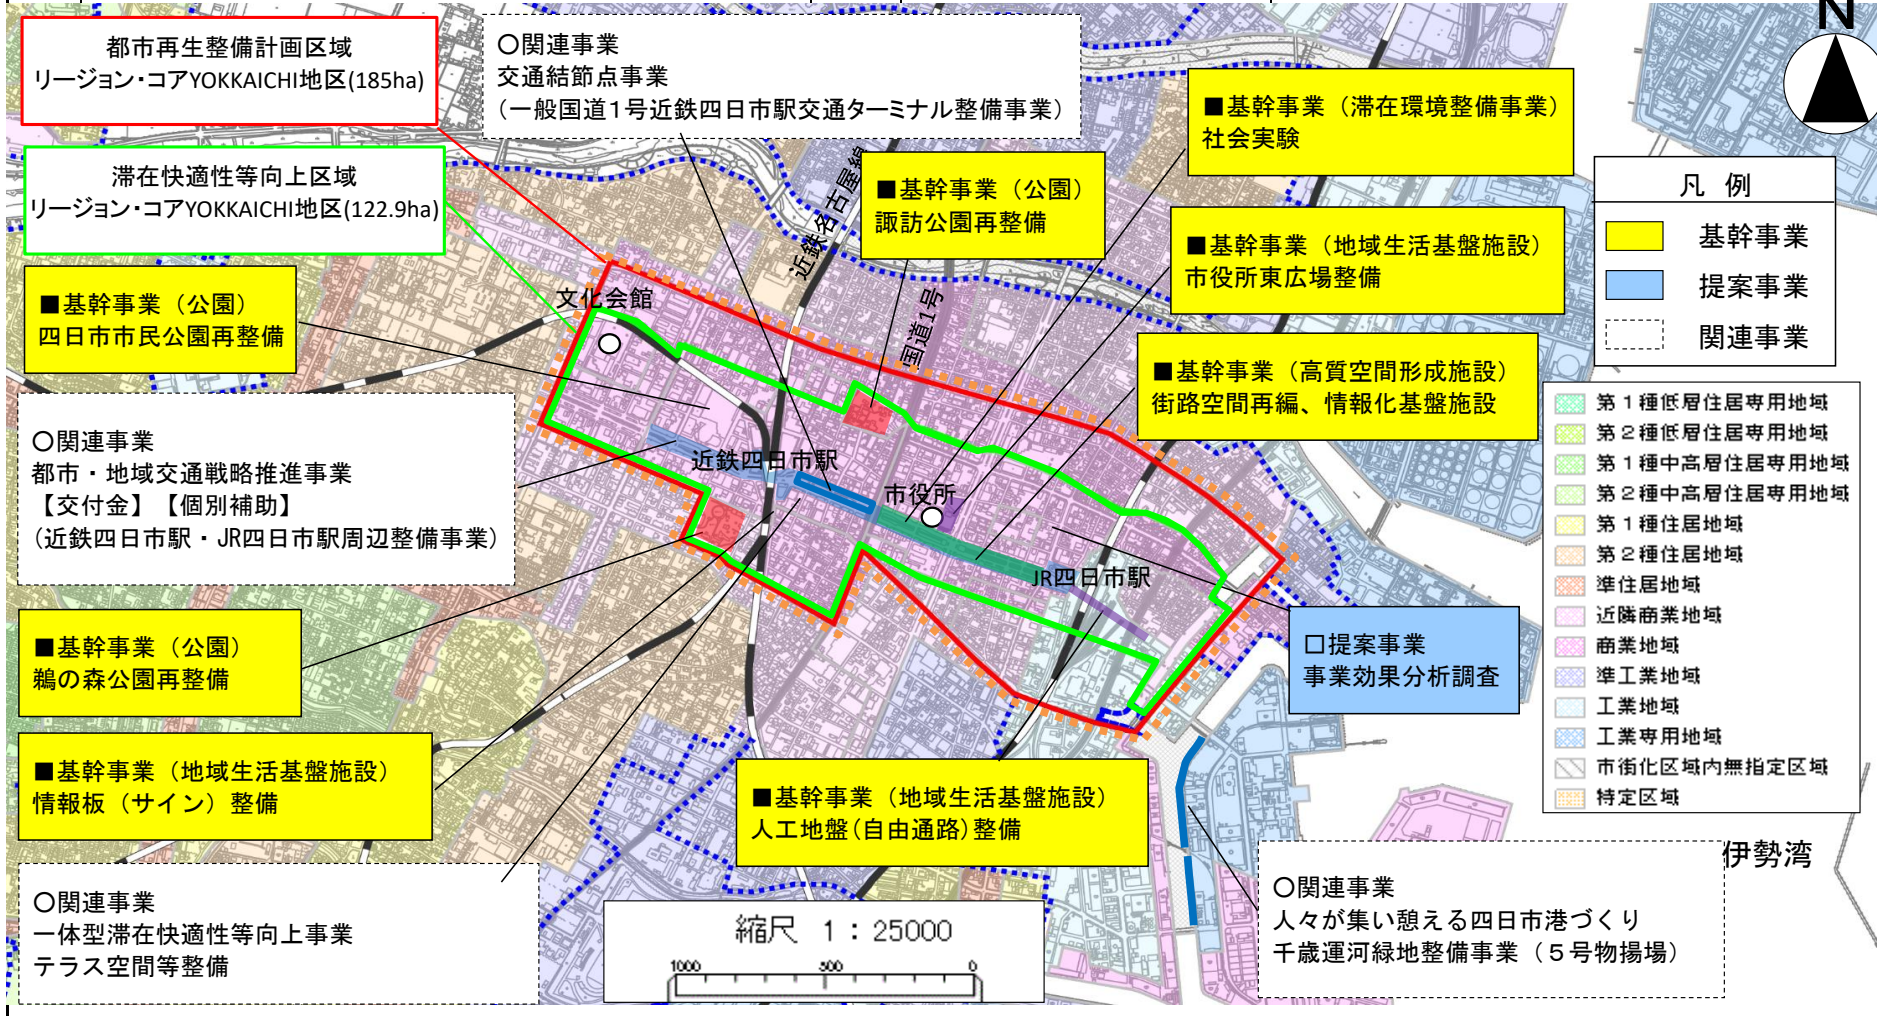 都市再生整備計画区域
リージョン・コアYOKKAICHI地区(185ha)
滞在快適性等向上区域
リージョン・コアYOKKAICHI地区(122.9ha)
○関連事業
交通結節点事業
（一般国道1号近鉄四日市駅交通ターミナル整備事業）
■基幹事業（滞在環境整備事業）
社会実験
N
■基幹事業（公園）
諏訪公園再整備
■基幹事業（地域生活基盤施設）
市役所東広場整備
凡 例
基幹事業
提案事業
関連事業
■基幹事業（公園）
四日市市民公園再整備
■基幹事業（高質空間形成施設）
街路空間再編、情報化基盤施設
近鉄名古屋線
国道1号
文化会館
近鉄四日市駅
市役所
JR四日市駅
○関連事業
都市・地域交通戦略推進事業
【交付金】【個別補助】
（近鉄四日市駅・JR四日市駅周辺整備事業）
第１種低層住居専用地域
第２種低層住居専用地域
第１種中高層住居専用地域
第２種中高層住居専用地域
第１種住居地域
第２種住居地域
準住居地域
近隣商業地域
商業地域
準工業地域
工業地域
工業専用地域
市街化区域内無指定区域
特定区域
■基幹事業（公園）
鵜の森公園再整備
□提案事業
事業効果分析調査
■基幹事業（地域生活基盤施設）
情報板（サイン）整備
■基幹事業（地域生活基盤施設）
人工地盤（自由通路）整備
○関連事業
一体型滞在快適性等向上事業
テラス空間等整備
縮尺 1：25000
1000 500 0
○関連事業
人々が集い憩える四日市港づくり
千歳運河緑地整備事業（５号物揚場）
伊勢湾